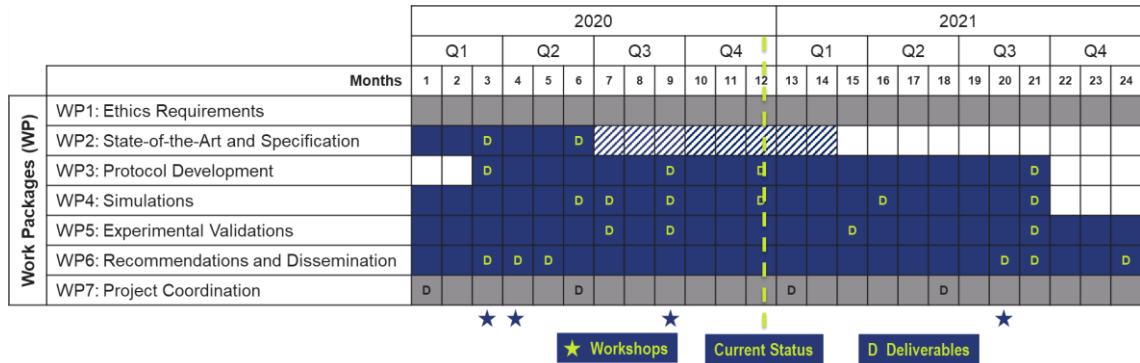 2020 2021
Q1 Q2 Q3 Q4 Q1 Q2 Q3 Q4
Months 1 2 3 4 5 6 7 8 9 10 11 12 13 14 15 16 17 18 19 20 21 22 23 24
Work Packages (WP)
WP1: Ethics Requirements
WP2: State-of-the-Art and Specification D D
WP3: Protocol Development D D D D
WP4: Simulations D D D D D D
WP5: Experimental Validations D D D D
WP6: Recommendations and Dissemination D D D D D D
WP7: Project Coordination D D D D
Workshops Current Status D Deliverables